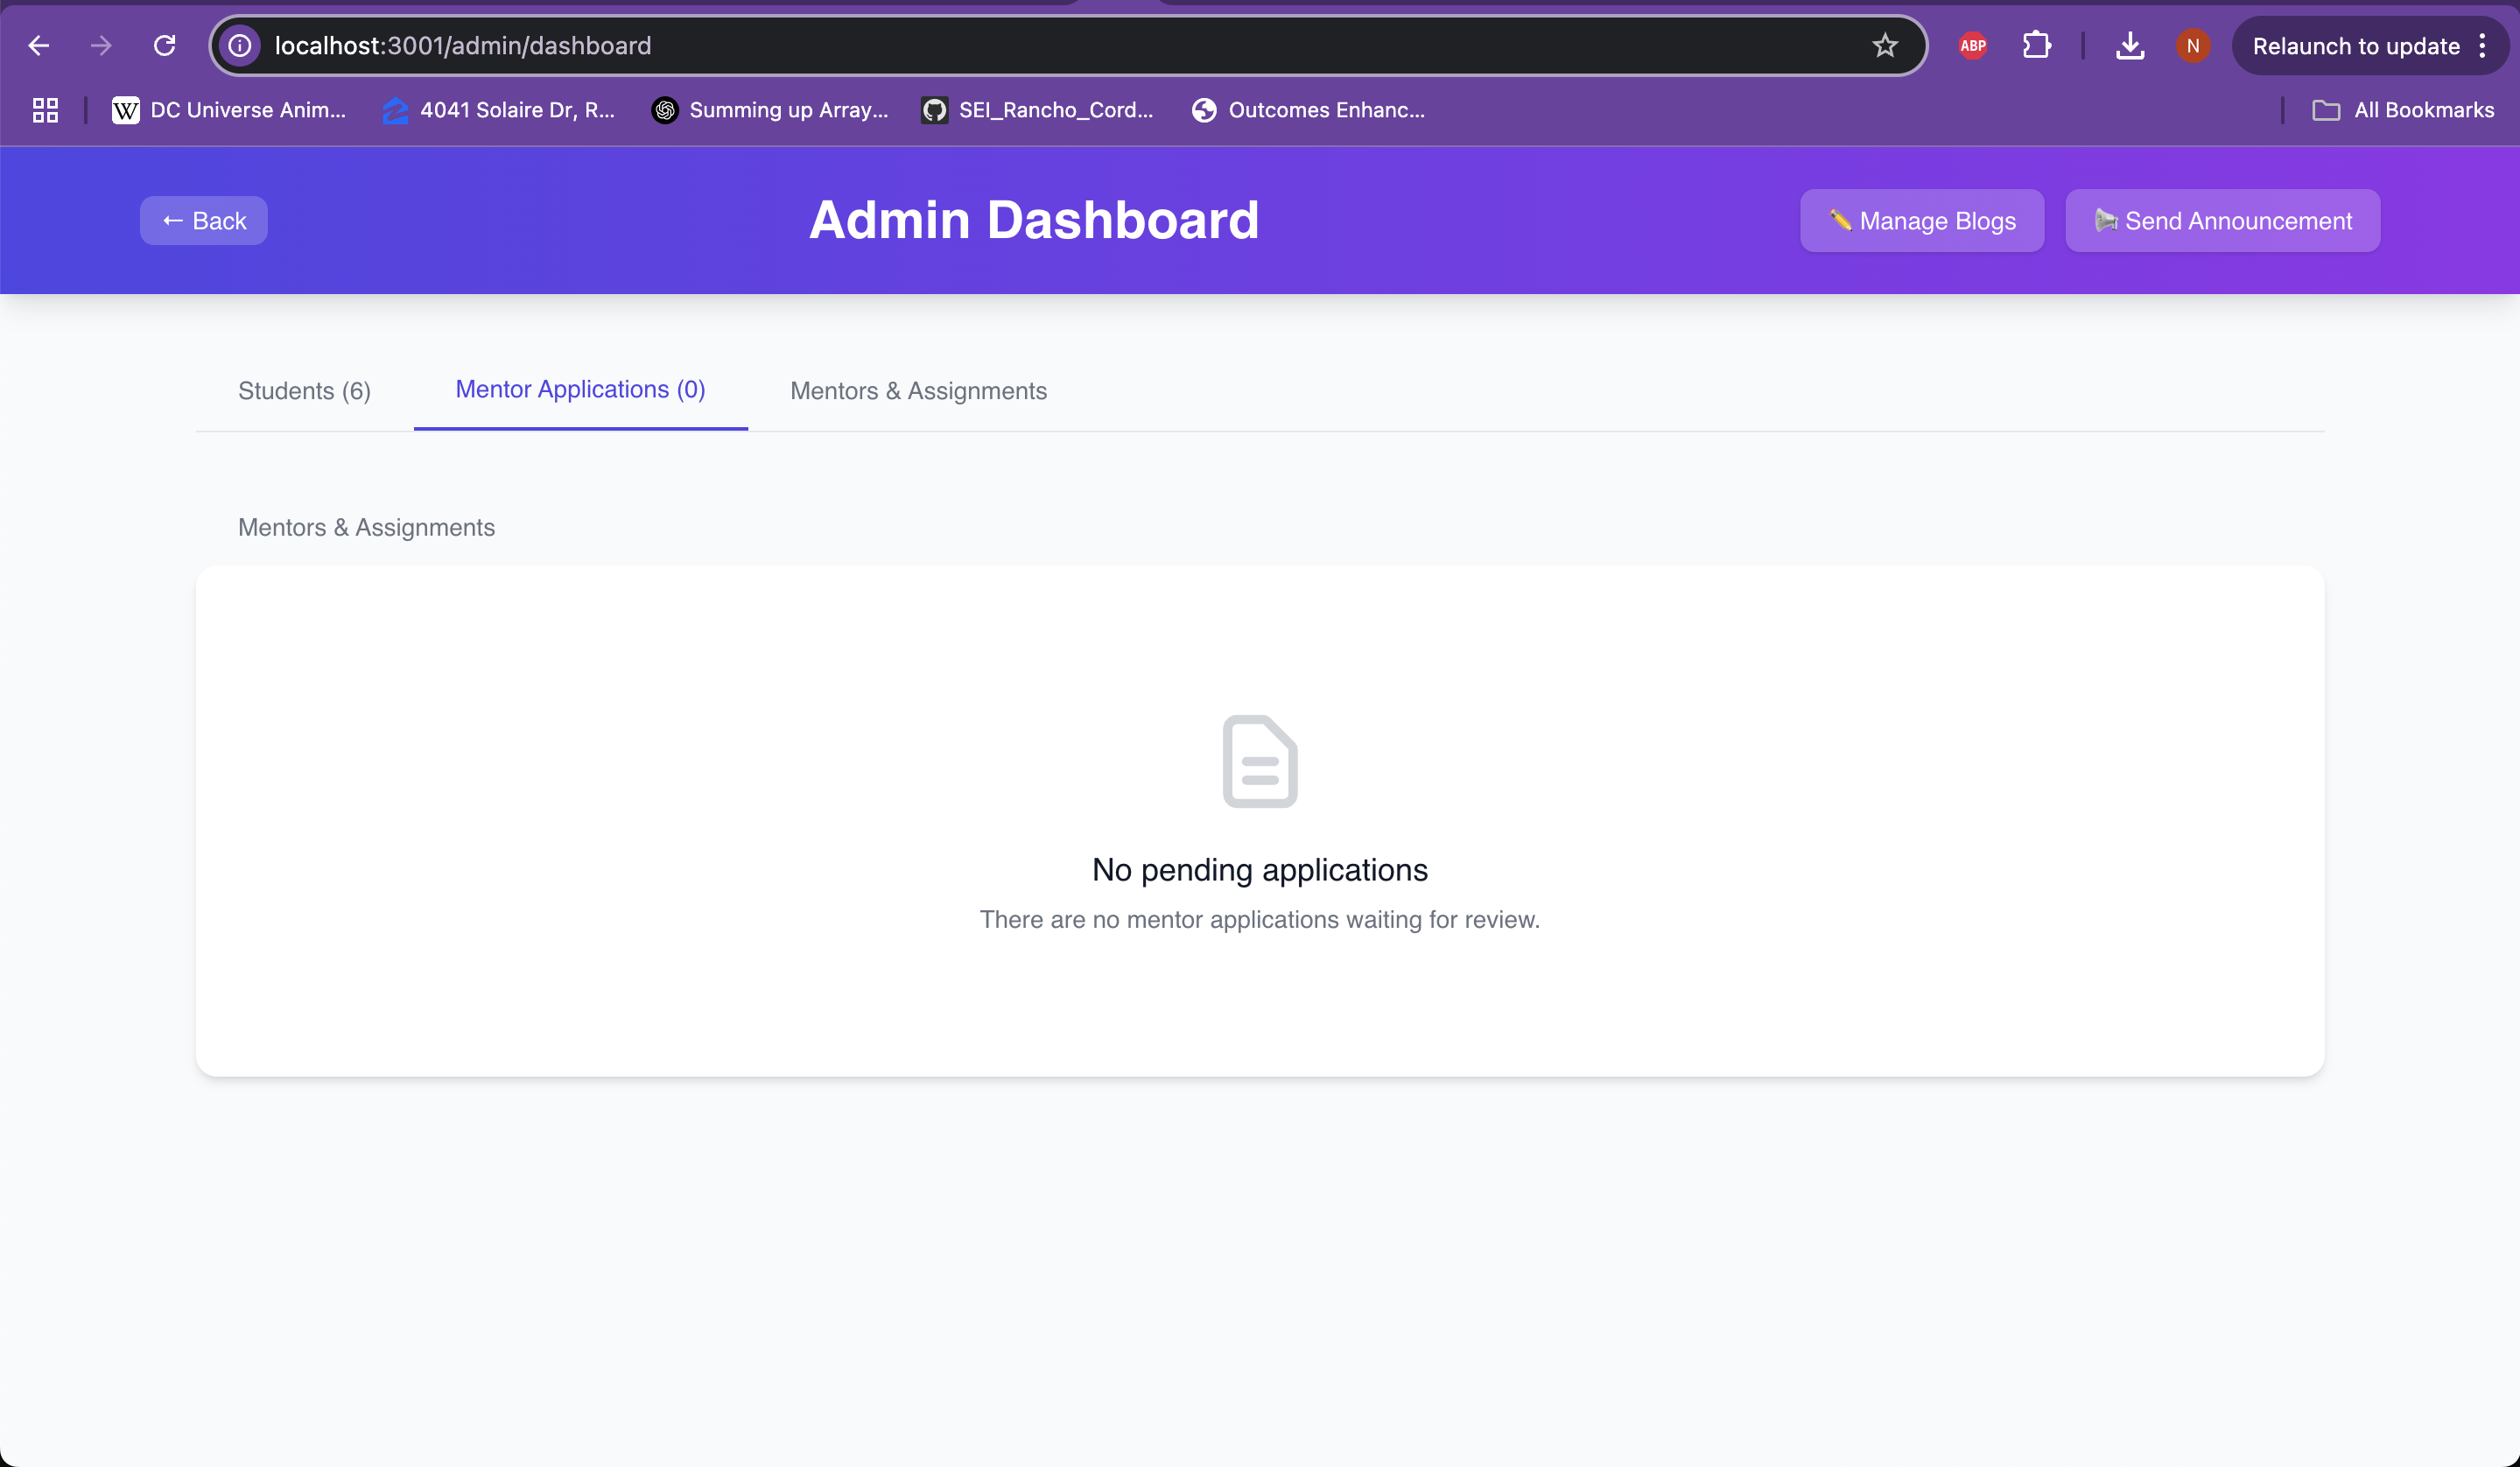 localhost:3001/admin/dashboard
ABP
N
Relaunch to update
W
DC Universe Anim...
4041 Solaire Dr, R...
Summing up Array...
SEI_Rancho_Cord...
Outcomes Enhanc...
All Bookmarks
← Back
Admin Dashboard
✏️ Manage Blogs
📢 Send Announcement
Students (6)
Mentor Applications (0)
Mentors & Assignments
Mentors & Assignments
No pending applications
There are no mentor applications waiting for review.